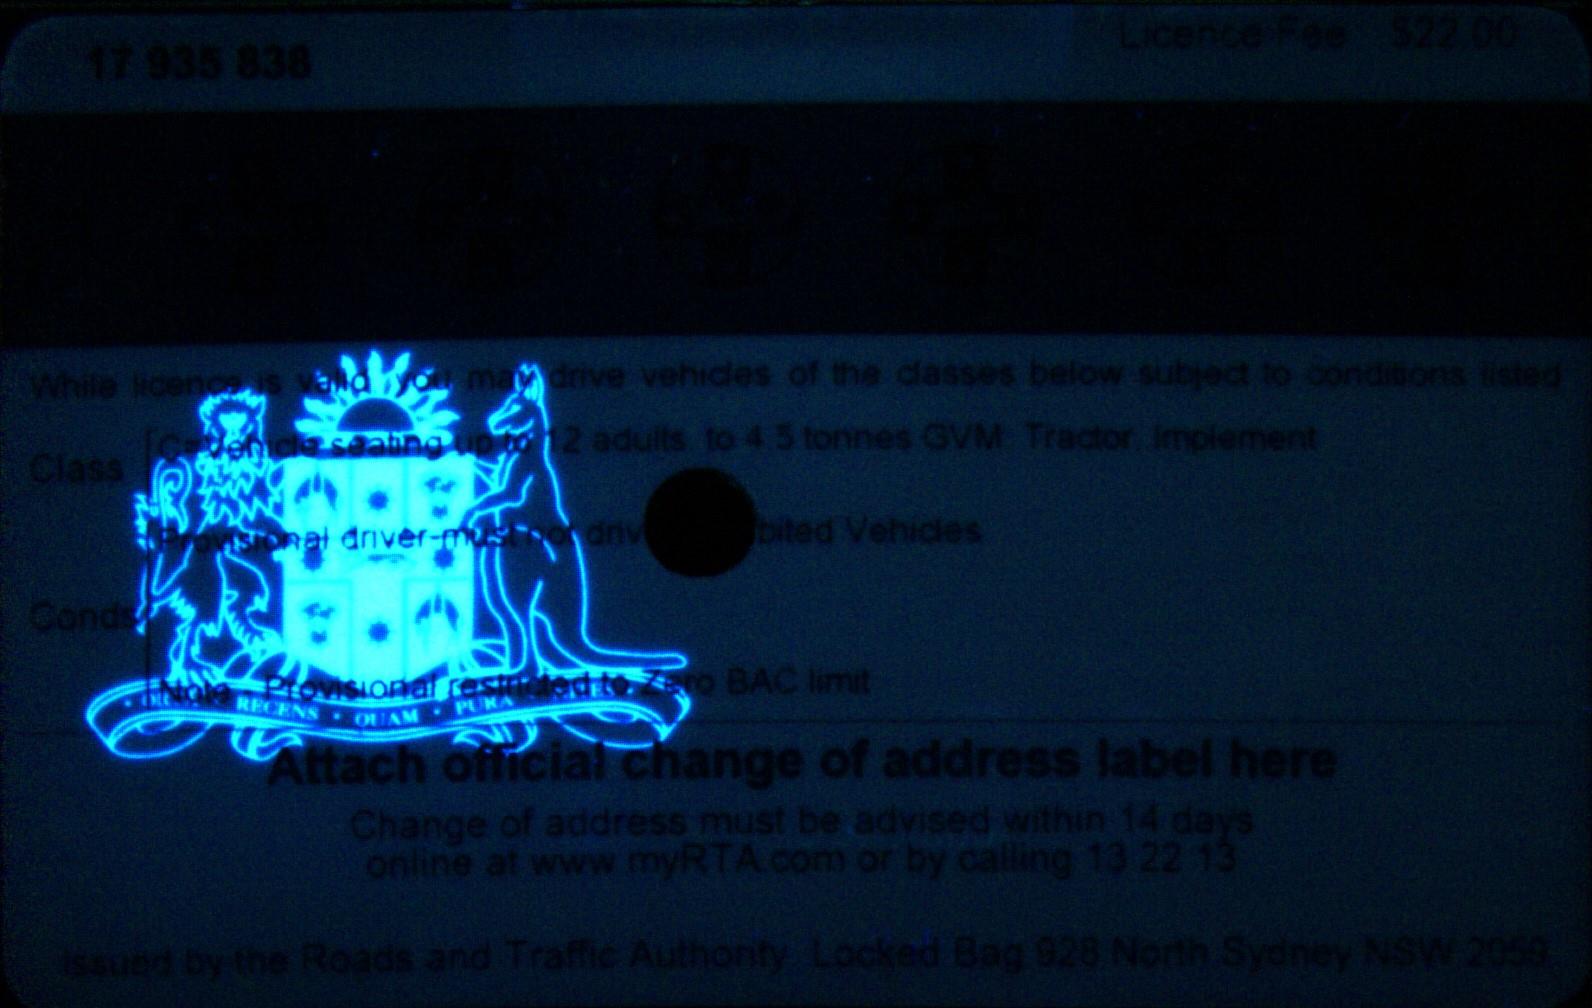 17 935 838
Licence Fee $22.00
While licence is valid you may drive vehicles of the classes below subject to conditions listed
Class
C=Vehicle seating up to 12 adults to 4.5 tonnes GVM. Tractor. Implement
Provisional driver-must not driv bited Vehicles
Conds
Note - Provisional restricted to Zero BAC limit
RECENS • QUAM • PURA
Attach official change of address label here
Change of address must be advised within 14 days
online at www.myRTA.com or by calling 13 22 13
Issued by the Roads and Traffic Authority Locked Bag 928 North Sydney NSW 2059